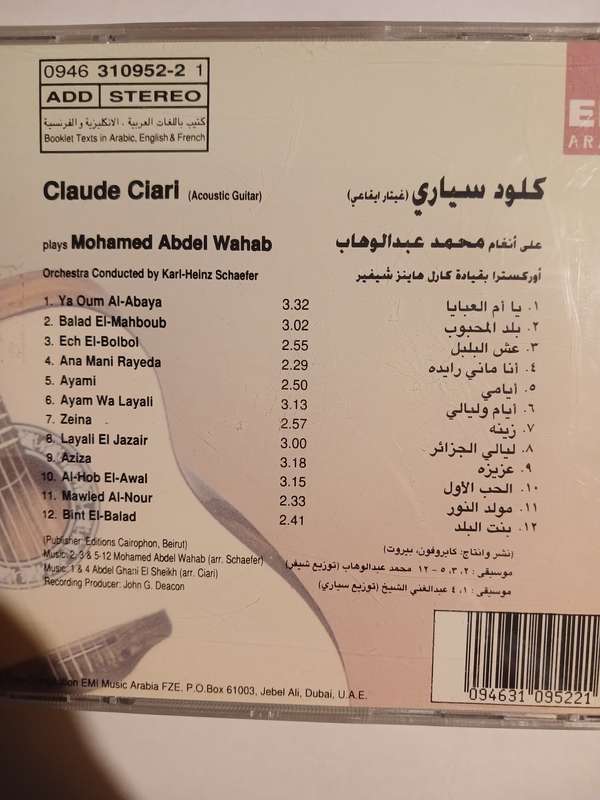 0946 310952-2 1
ADD STEREO
كتيب باللغات العربية ، الانكليزية والفرنسية
Booklet Texts in Arabic, English & French
E
ARA
Claude Ciari (Acoustic Guitar)
كلود سياري (غيتار ايقاعي)
plays Mohamed Abdel Wahab
على أنغام محمد عبدالوهاب
Orchestra Conducted by Karl-Heinz Schaefer
أوركسترا بقيادة كارل هاينز شيفير
1. Ya Oum Al-Abaya 3.32 ١. يا أم العبايا
2. Balad El-Mahboub 3.02 ٢. بلد المحبوب
3. Ech El-Bolbol 2.55 ٣. عش البلبل
4. Ana Mani Rayeda 2.29 ٤. أنا ماني رايده
5. Ayami 2.50 ٥. أيامي
6. Ayam Wa Layali 3.13 ٦. أيام وليالي
7. Zeina 2.57 ٧. زينه
8. Layali El Jazair 3.00 ٨. ليالي الجزائر
9. Aziza 3.18 ٩. عزيزه
10. Al-Hob El-Awal 3.15 ١٠. الحب الاول
11. Mawled Al-Nour 2.33 ١١. مولد النور
12. Bint El-Balad 2.41 ١٢. بنت البلد
(Publisher: Editions Cairophon, Beirut)
(نشر وانتاج: كايروفون، بيروت)
Music: 2, 3 & 5-12 Mohamed Abdel Wahab (arr. Schaefer)
موسيقى: ٢، ٣، ٥ - ١٢ محمد عبدالوهاب (توزيع شيفر)
Music: 1 & 4 Abdel Ghani El Sheikh (arr. Ciari)
موسيقى: ١، ٤ عبدالغني الشيخ (توزيع سياري)
Recording Producer: John G. Deacon
EMI Music Arabia FZE, P.O.Box 61003, Jebel Ali, Dubai, U.A.E.
094631 095221